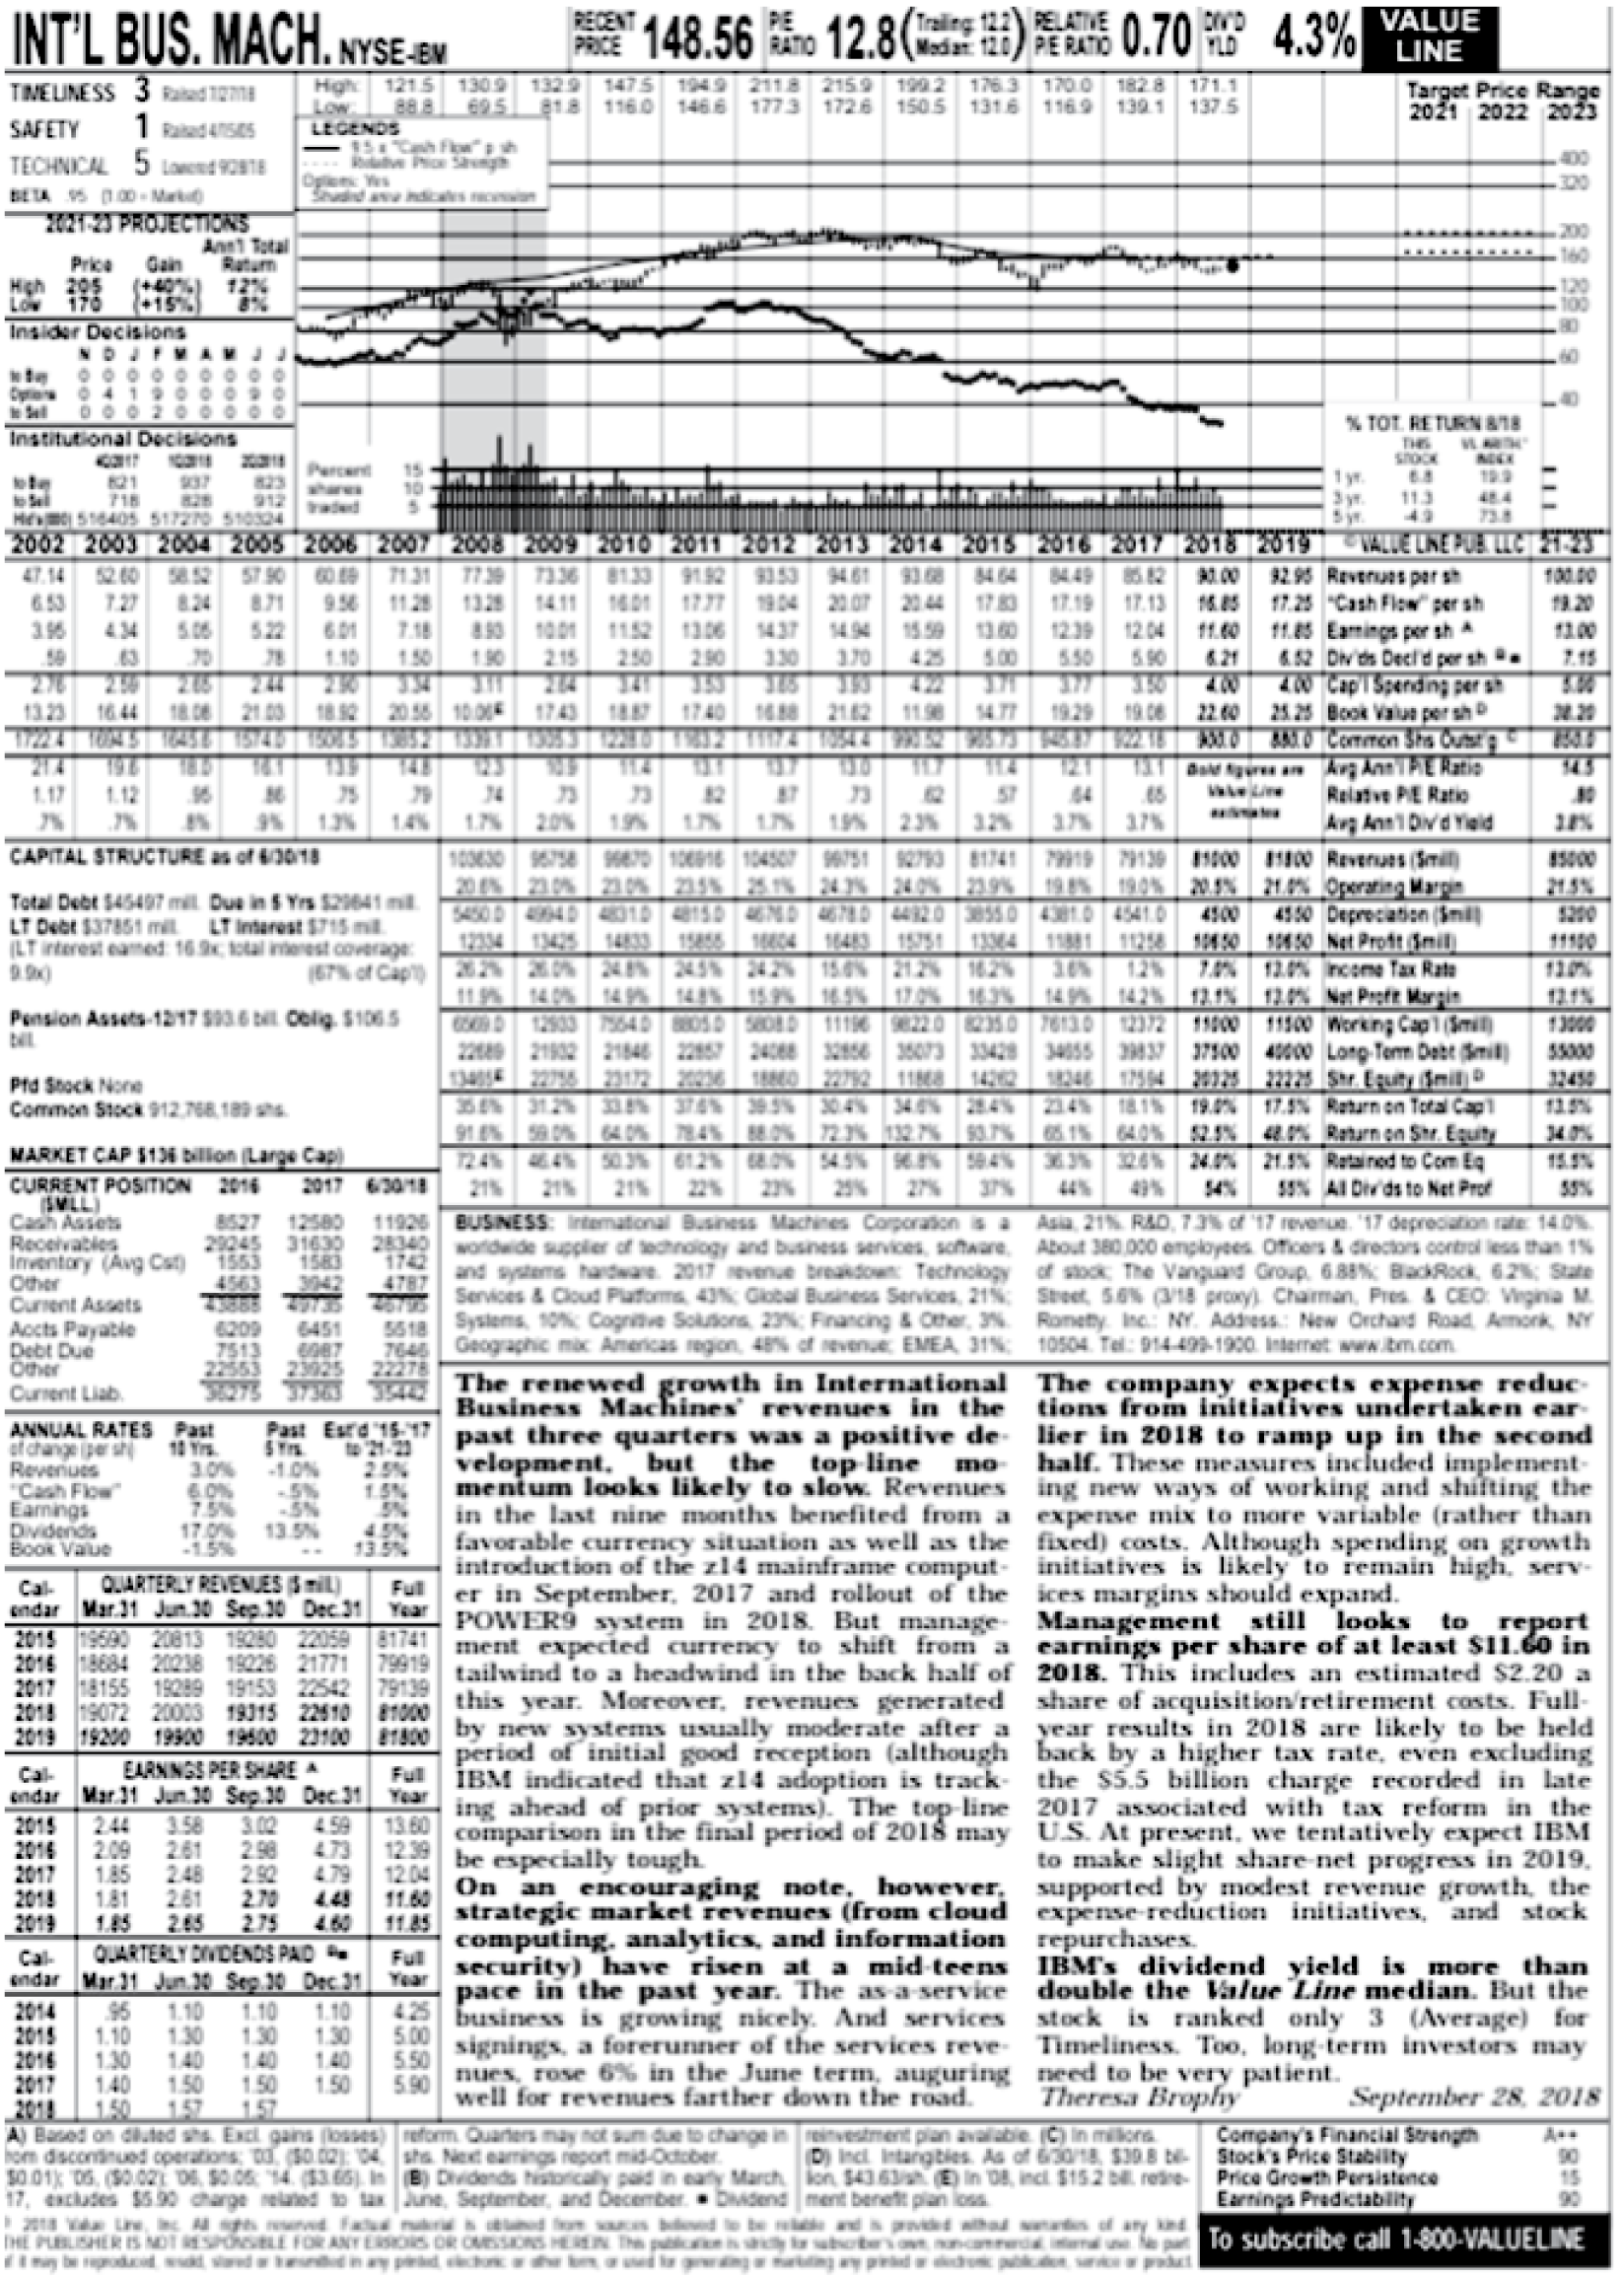 INT'L BUS. MACH. NYSE-IBM
RECENT PRICE 148.56 P/E RATIO 12.8 (Trailing: 12.2 Median: 12.0) RELATIVE P/E RATIO 0.70 DIV'D YLD 4.3% VALUE LINE
TIMELINESS 3 Raised 7/27/18
SAFETY 1 Raised 4/15/05
TECHNICAL 5 Lowered 9/28/18
BETA .95 (1.00 = Market)
High: 121.5 130.9 132.9 147.5 194.9 211.8 215.9 199.2 176.3 170.0 182.8 171.1
Low: 88.8 69.5 81.8 116.0 146.6 177.3 172.6 150.5 131.6 116.9 139.1 137.5
Target Price Range
2021 2022 2023
LEGENDS
9.5 x "Cash Flow" p sh
Relative Price Strength
Options: Yes
Shaded area indicates recession
400
320
200
160
120
100
80
60
40
2021-23 PROJECTIONS
Ann'l Total
Price Gain Return
High 205 (+40%) 12%
Low 170 (+15%) 8%
Insider Decisions
N D J F M A M J J
to Buy 0 0 0 0 0 0 0 0 0
Options 0 4 1 9 0 0 0 9 0
to Sell 0 0 0 2 0 0 0 0 0
Institutional Decisions
4Q2017 1Q2018 2Q2018
to Buy 821 937 823
to Sell 718 828 912
Hld's(000) 516405 517270 510324
Percent 15
shares 10
traded 5
% TOT. RETURN 8/18
THIS STOCK VL ARITH.* INDEX
1 yr. 6.8 19.9
3 yr. 11.3 48.4
5 yr. -4.9 73.8
2002 2003 2004 2005 2006 2007 2008 2009 2010 2011 2012 2013 2014 2015 2016 2017 2018 2019 © VALUE LINE PUB. LLC 21-23
47.14 52.60 58.52 57.90 60.69 71.31 77.39 73.36 81.33 91.92 93.53 94.61 93.68 84.64 84.49 85.82 90.00 92.95 Revenues per sh 100.00
6.53 7.27 8.24 8.71 9.56 11.28 13.28 14.11 16.01 17.77 19.04 20.07 20.44 17.83 17.19 17.13 16.85 17.25 "Cash Flow" per sh 19.20
3.95 4.34 5.05 5.22 6.01 7.18 8.93 10.01 11.52 13.06 14.37 14.94 15.59 13.60 12.39 12.04 11.60 11.85 Earnings per sh A 13.00
.59 .63 .70 .78 1.10 1.50 1.90 2.15 2.50 2.90 3.30 3.70 4.25 5.00 5.50 5.90 6.21 6.52 Div'ds Decl'd per sh B■ 7.15
2.76 2.59 2.65 2.44 2.90 3.34 3.11 2.64 3.41 3.53 3.65 3.93 4.22 3.71 3.77 3.50 4.00 4.00 Cap'l Spending per sh 5.00
13.23 16.44 18.08 21.03 18.92 20.55 10.06E 17.43 18.87 17.40 16.88 21.62 11.98 14.77 19.29 19.08 22.60 25.25 Book Value per sh D 38.20
1722.4 1694.5 1645.6 1574.0 1506.5 1385.2 1339.1 1305.3 1228.0 1163.2 1117.4 1054.4 990.52 965.73 945.87 922.18 900.0 880.0 Common Shs Outst'g C 850.0
21.4 19.6 18.0 16.1 13.9 14.8 12.3 10.9 11.4 13.1 13.7 13.0 11.7 11.4 12.1 13.1 Bold figures are Avg Ann'l P/E Ratio 14.5
1.17 1.12 .95 .86 .75 .79 .74 .73 .73 .82 .87 .73 .62 .57 .64 .65 Value Line Relative P/E Ratio .80
.7% .7% .8% .9% 1.3% 1.4% 1.7% 2.0% 1.9% 1.7% 1.7% 1.9% 2.3% 3.2% 3.7% 3.7% estimates Avg Ann'l Div'd Yield 3.8%
103630 95758 99870 106916 104507 99751 92793 81741 79919 79139 81000 81800 Revenues ($mill) 85000
20.6% 23.0% 23.0% 23.5% 25.1% 24.3% 24.0% 23.9% 19.8% 19.0% 20.5% 21.0% Operating Margin 21.5%
5450.0 4994.0 4831.0 4815.0 4676.0 4678.0 4492.0 3855.0 4381.0 4541.0 4500 4550 Depreciation ($mill) 5200
12334 13425 14833 15855 16604 16483 15751 13364 11881 11258 10650 10650 Net Profit ($mill) 11100
26.2% 26.0% 24.8% 24.5% 24.2% 15.6% 21.2% 16.2% 3.6% 1.2% 7.0% 13.0% Income Tax Rate 13.0%
11.9% 14.0% 14.9% 14.8% 15.9% 16.5% 17.0% 16.3% 14.9% 14.2% 13.1% 13.0% Net Profit Margin 13.1%
6569.0 12933 7554.0 8805.0 5808.0 11196 9822.0 8235.0 7613.0 12372 11000 11500 Working Cap'l ($mill) 13000
22689 21932 21846 22857 24088 32856 35073 33428 34655 39837 37500 40000 Long-Term Debt ($mill) 55000
13465E 22755 23172 20236 18860 22792 11868 14262 18246 17594 20325 22225 Shr. Equity ($mill) D 32450
35.6% 31.2% 33.8% 37.6% 39.5% 30.4% 34.6% 28.4% 23.4% 18.1% 19.0% 17.5% Return on Total Cap'l 13.5%
91.6% 59.0% 64.0% 78.4% 88.0% 72.3% 132.7% 93.7% 65.1% 64.0% 52.5% 48.0% Return on Shr. Equity 34.0%
72.4% 46.4% 50.3% 61.2% 68.0% 54.5% 96.8% 59.4% 36.3% 32.6% 24.0% 21.5% Retained to Com Eq 15.5%
21% 21% 21% 22% 23% 25% 27% 37% 44% 49% 54% 55% All Div'ds to Net Prof 55%
CAPITAL STRUCTURE as of 6/30/18
Total Debt $45497 mill. Due in 5 Yrs $29841 mill.
LT Debt $37851 mill. LT Interest $715 mill.
(LT interest earned: 16.9x; total interest coverage:
9.9x) (67% of Cap'l)
Pension Assets-12/17 $93.6 bill. Oblig. $106.5
bill.
Pfd Stock None
Common Stock 912,768,189 shs.
MARKET CAP $136 billion (Large Cap)
CURRENT POSITION 2016 2017 6/30/18
($MILL.)
Cash Assets 8527 12580 11926
Receivables 29245 31630 28340
Inventory (Avg Cst) 1553 1583 1742
Other 4563 3942 4787
Current Assets 43888 49735 46795
Accts Payable 6209 6451 5518
Debt Due 7513 6987 7646
Other 22553 23925 22278
Current Liab. 36275 37363 35442
ANNUAL RATES Past Past Est'd '15-'17
of change (per sh) 10 Yrs. 5 Yrs. to '21-'23
Revenues 3.0% -1.0% 2.5%
"Cash Flow" 6.0% -.5% 1.5%
Earnings 7.5% -.5% .5%
Dividends 17.0% 13.5% 4.5%
Book Value -1.5% -- 13.5%
Cal- QUARTERLY REVENUES ($ mill.) Full
endar Mar.31 Jun.30 Sep.30 Dec.31 Year
2015 19590 20813 19280 22059 81741
2016 18684 20238 19226 21771 79919
2017 18155 19289 19153 22542 79139
2018 19072 20003 19315 22610 81000
2019 19200 19900 19600 23100 81800
Cal- EARNINGS PER SHARE A Full
endar Mar.31 Jun.30 Sep.30 Dec.31 Year
2015 2.44 3.58 3.02 4.59 13.60
2016 2.09 2.61 2.98 4.73 12.39
2017 1.85 2.48 2.92 4.79 12.04
2018 1.81 2.61 2.70 4.48 11.60
2019 1.85 2.65 2.75 4.60 11.85
Cal- QUARTERLY DIVIDENDS PAID B■ Full
endar Mar.31 Jun.30 Sep.30 Dec.31 Year
2014 .95 1.10 1.10 1.10 4.25
2015 1.10 1.30 1.30 1.30 5.00
2016 1.30 1.40 1.40 1.40 5.50
2017 1.40 1.50 1.50 1.50 5.90
2018 1.50 1.57 1.57
BUSINESS: International Business Machines Corporation is a
worldwide supplier of technology and business services, software,
and systems hardware. 2017 revenue breakdown: Technology
Services & Cloud Platforms, 43%; Global Business Services, 21%;
Systems, 10%; Cognitive Solutions, 23%; Financing & Other, 3%.
Geographic mix: Americas region, 48% of revenue; EMEA, 31%;
Asia, 21%. R&D, 7.3% of '17 revenue. '17 depreciation rate: 14.0%.
About 380,000 employees. Officers & directors control less than 1%
of stock; The Vanguard Group, 6.88%; BlackRock, 6.2%; State
Street, 5.6% (3/18 proxy). Chairman, Pres. & CEO: Virginia M.
Rometty. Inc.: NY. Address.: New Orchard Road, Armonk, NY
10504. Tel.: 914-499-1900. Internet: www.ibm.com.
The renewed growth in International
Business Machines' revenues in the
past three quarters was a positive de-
velopment, but the top-line mo-
mentum looks likely to slow. Revenues
in the last nine months benefited from a
favorable currency situation as well as the
introduction of the z14 mainframe comput-
er in September, 2017 and rollout of the
POWER9 system in 2018. But manage-
ment expected currency to shift from a
tailwind to a headwind in the back half of
this year. Moreover, revenues generated
by new systems usually moderate after a
period of initial good reception (although
IBM indicated that z14 adoption is track-
ing ahead of prior systems). The top-line
comparison in the final period of 2018 may
be especially tough.
On an encouraging note, however,
strategic market revenues (from cloud
computing, analytics, and information
security) have risen at a mid-teens
pace in the past year. The as-a-service
business is growing nicely. And services
signings, a forerunner of the services reve-
nues, rose 6% in the June term, auguring
well for revenues farther down the road.
The company expects expense reduc-
tions from initiatives undertaken ear-
lier in 2018 to ramp up in the second
half. These measures included implement-
ing new ways of working and shifting the
expense mix to more variable (rather than
fixed) costs. Although spending on growth
initiatives is likely to remain high, serv-
ices margins should expand.
Management still looks to report
earnings per share of at least $11.60 in
2018. This includes an estimated $2.20 a
share of acquisition/retirement costs. Full-
year results in 2018 are likely to be held
back by a higher tax rate, even excluding
the $5.5 billion charge recorded in late
2017 associated with tax reform in the
U.S. At present, we tentatively expect IBM
to make slight share-net progress in 2019,
supported by modest revenue growth, the
expense-reduction initiatives, and stock
repurchases.
IBM's dividend yield is more than
double the Value Line median. But the
stock is ranked only 3 (Average) for
Timeliness. Too, long-term investors may
need to be very patient.
Theresa Brophy September 28, 2018
A) Based on diluted shs. Excl. gains (losses)
rom discontinued operations; '03, ($0.02); '04,
$0.01); '05, ($0.02); '06, $0.05; '14, ($3.65). In
17, excludes $5.90 charge related to tax
reform. Quarters may not sum due to change in
shs. Next earnings report mid-October.
(B) Dividends historically paid in early March,
June, September, and December. ■ Dividend
reinvestment plan available. (C) In millions.
(D) Incl. Intangibles. As of 6/30/18, $39.8 bil-
lion, $43.63/sh. (E) In '08, incl. $15.2 bill. retire-
ment benefit plan loss.
Company's Financial Strength A++
Stock's Price Stability 90
Price Growth Persistence 15
Earnings Predictability 90
2018 Value Line, Inc. All rights reserved. Factual material is obtained from sources believed to be reliable and is provided without warranties of any kind.
THE PUBLISHER IS NOT RESPONSIBLE FOR ANY ERRORS OR OMISSIONS HEREIN. This publication is strictly for subscriber's own, non-commercial, internal use. No part
of it may be reproduced, resold, stored or transmitted in any printed, electronic or other form, or used for generating or marketing any printed or electronic publication, service or product.
To subscribe call 1-800-VALUELINE